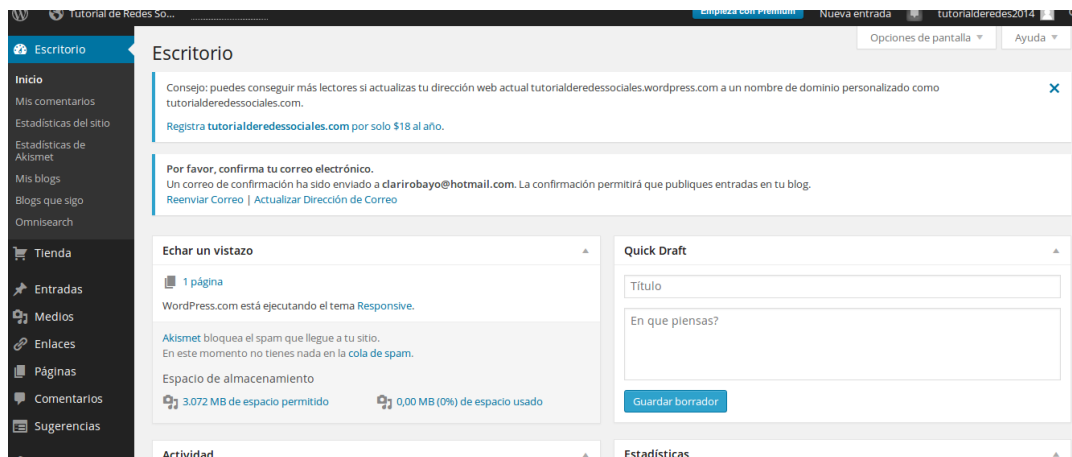 Tutorial de Redes So...
Empieza con Premium
Nueva entrada
tutorialderedes2014
Opciones de pantalla
Ayuda
Escritorio
Inicio
Mis comentarios
Estadísticas del sitio
Estadísticas de
Akismet
Mis blogs
Blogs que sigo
Omnisearch
Tienda
Entradas
Medios
Enlaces
Páginas
Comentarios
Sugerencias
Escritorio
Consejo: puedes conseguir más lectores si actualizas tu dirección web actual tutorialderedessociales.wordpress.com a un nombre de dominio personalizado como
tutorialderedessociales.com.
Registra tutorialderedessociales.com por solo $18 al año.
Por favor, confirma tu correo electrónico.
Un correo de confirmación ha sido enviado a clarirobayo@hotmail.com. La confirmación permitirá que publiques entradas en tu blog.
Reenviar Correo | Actualizar Dirección de Correo
Echar un vistazo
1 página
WordPress.com está ejecutando el tema Responsive.
Akismet bloquea el spam que llegue a tu sitio.
En este momento no tienes nada en la cola de spam.
Espacio de almacenamiento
3.072 MB de espacio permitido
0,00 MB (0%) de espacio usado
Actividad
Quick Draft
Título
En que piensas?
Guardar borrador
Estadísticas